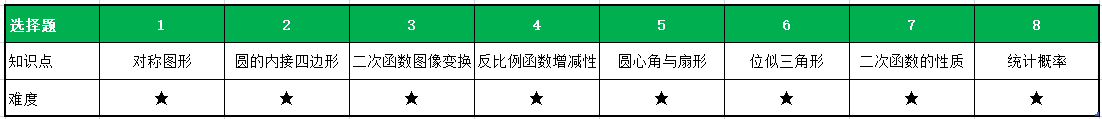 选择题 1 2 3 4 5 6 7 8
知识点 对称图形 圆的内接四边形 二次函数图像变换 反比例函数增减性 圆心角与扇形 位似三角形 二次函数的性质 统计概率
难度 ★ ★ ★ ★ ★ ★ ★ ★